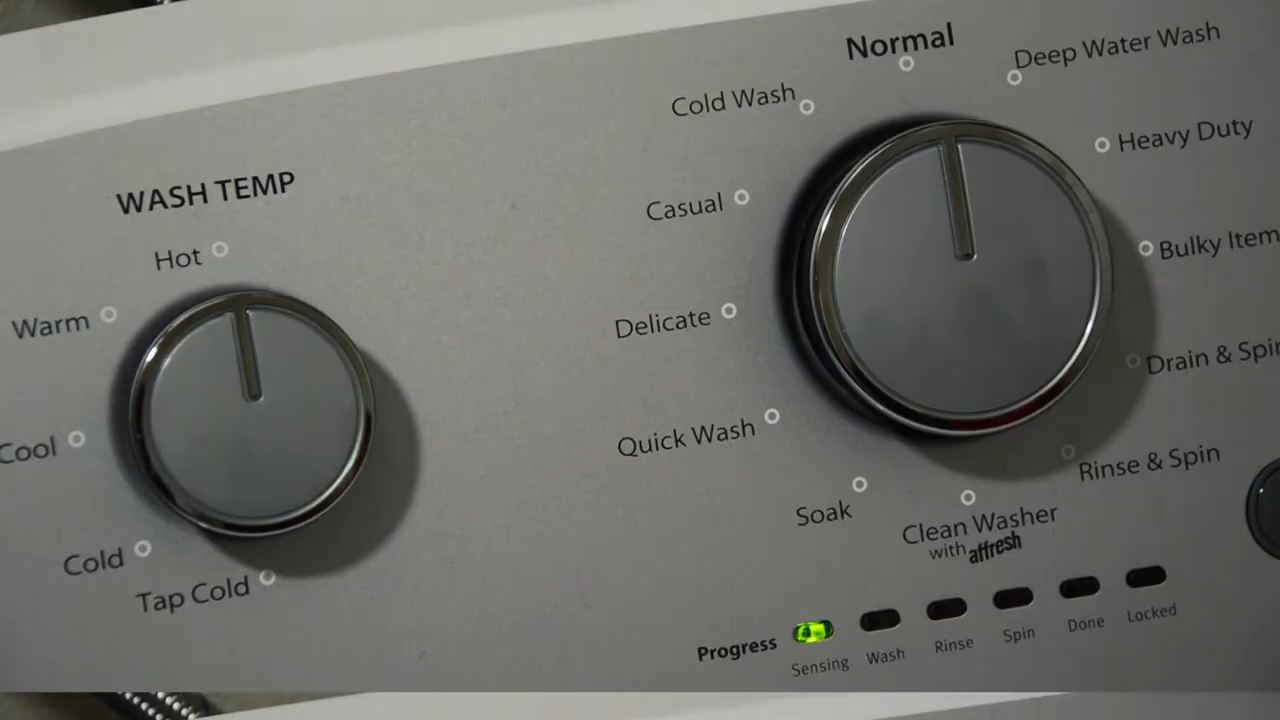 WASH TEMP
Hot
Warm
Cool
Cold
Tap Cold
Normal
Deep Water Wash
Cold Wash
Heavy Duty
Casual
Bulky Item
Delicate
Drain & Spin
Quick Wash
Rinse & Spin
Soak
Clean Washer
with affresh
Progress
Sensing
Wash
Rinse
Spin
Done
Locked